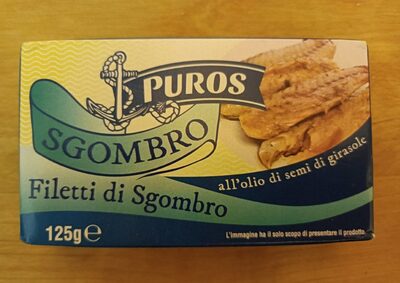 PUROS
SGOMBRO
all'olio di semi di girasole
Filetti di Sgombro
125g℮
L'immagine ha il solo scopo di presentare il prodotto